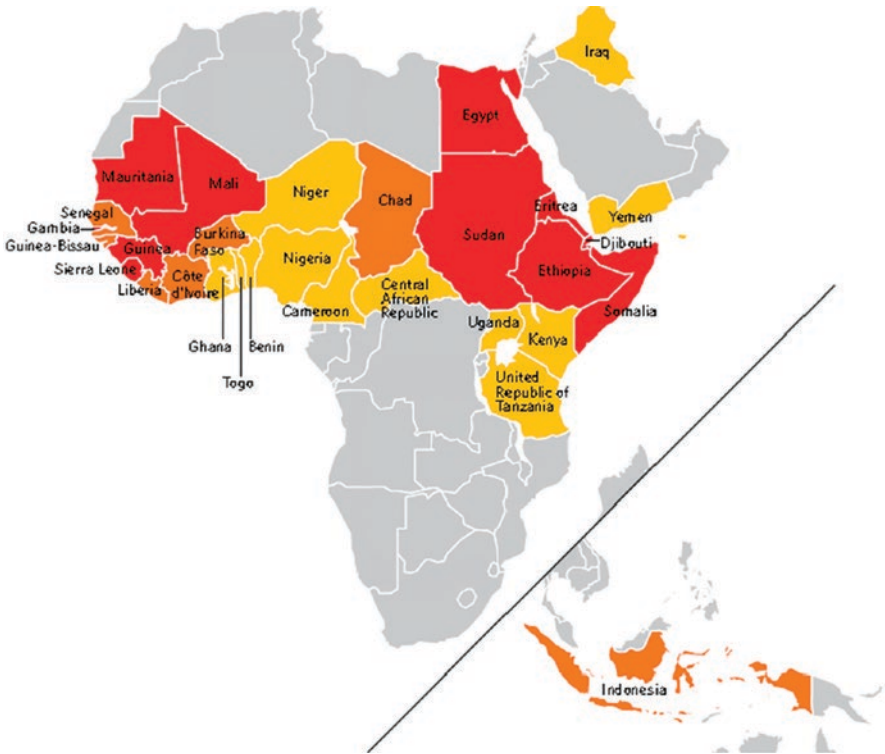 Iraq
Egypt
Mauritania
Mali
Niger
Chad
Sudan
Eritrea
Yemen
Djibouti
Senegal
Gambia
Guinea-Bissau
Guinea
Burkina
Faso
Nigeria
Ethiopia
Sierra Leone
Liberia
Côte
d'Ivoire
Cameroon
Central
African
Republic
Somalia
Ghana
Benin
Togo
Uganda
Kenya
United
Republic of
Tanzania
Indonesia